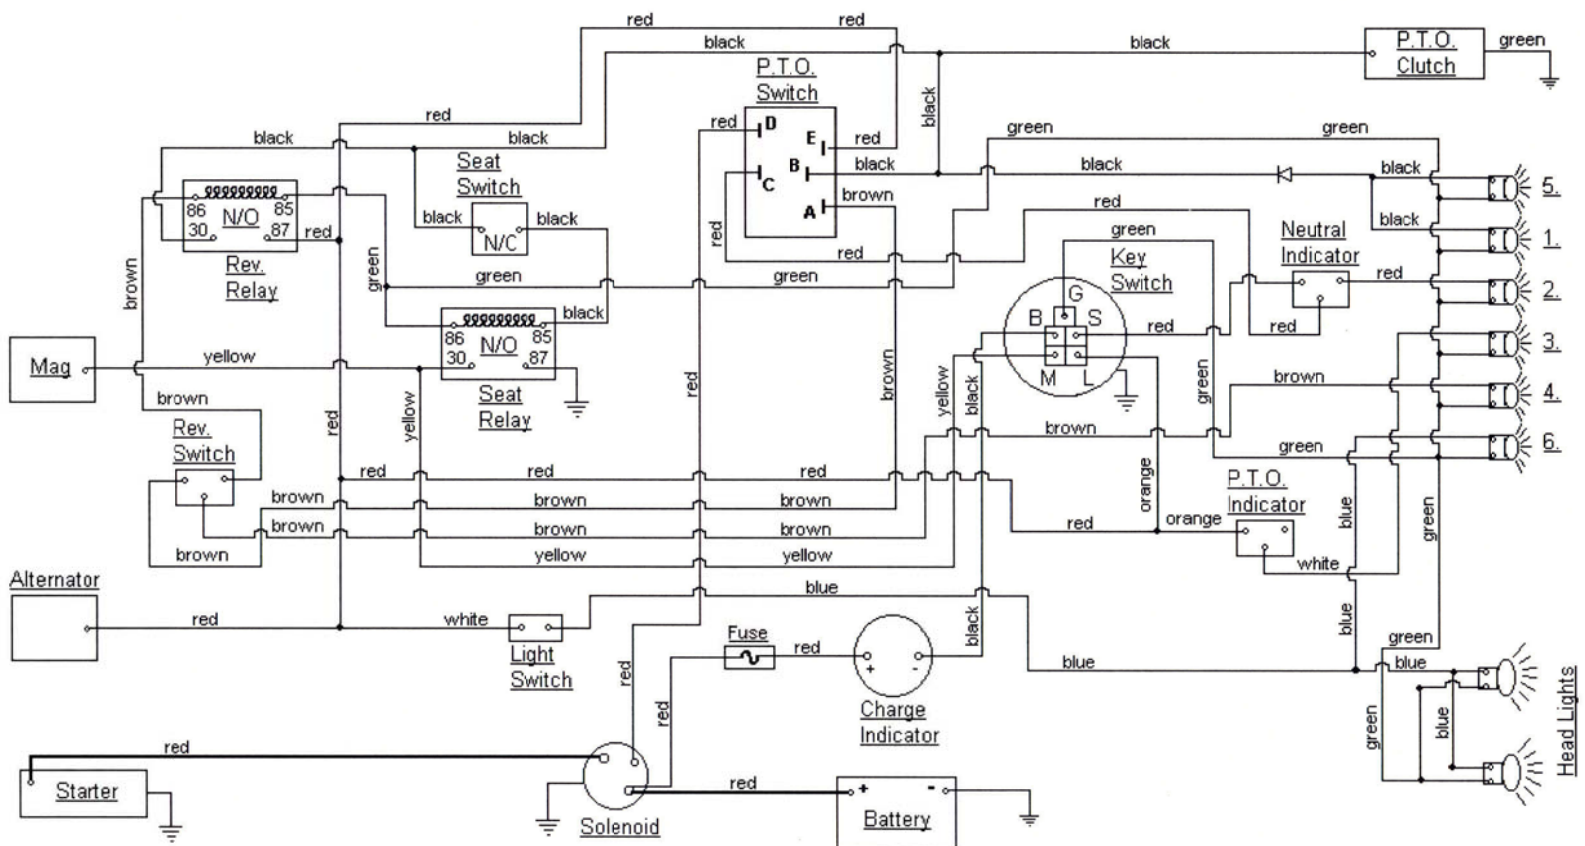 red
red
black
black
P.T.O.
Clutch
green
P.T.O.
Switch
red
black
red
D
E
red
green
green
black
black
Seat
Switch
B
black
black
black
5.
C
brown
A
86
85
N/O
30
87
red
black
black
N/C
red
red
green
black
1.
Neutral
Indicator
Rev.
Relay
brown
green
green
red
green
Key
Switch
red
2.
black
G
B
S
red
red
86
85
N/O
30
87
3.
Mag
yellow
M
L
brown
4.
brown
Seat
Relay
red
yellow
red
brown
yellow
black
green
Rev.
Switch
brown
green
6.
red
red
red
P.T.O.
Indicator
brown
brown
brown
orange
blue
green
brown
brown
brown
red
orange
brown
yellow
yellow
white
Alternator
blue
red
white
Light
Switch
red
Fuse
red
black
blue
green
+
-
blue
blue
Charge
Indicator
red
green
blue
Head Lights
red
Starter
Solenoid
red
+
-
Battery